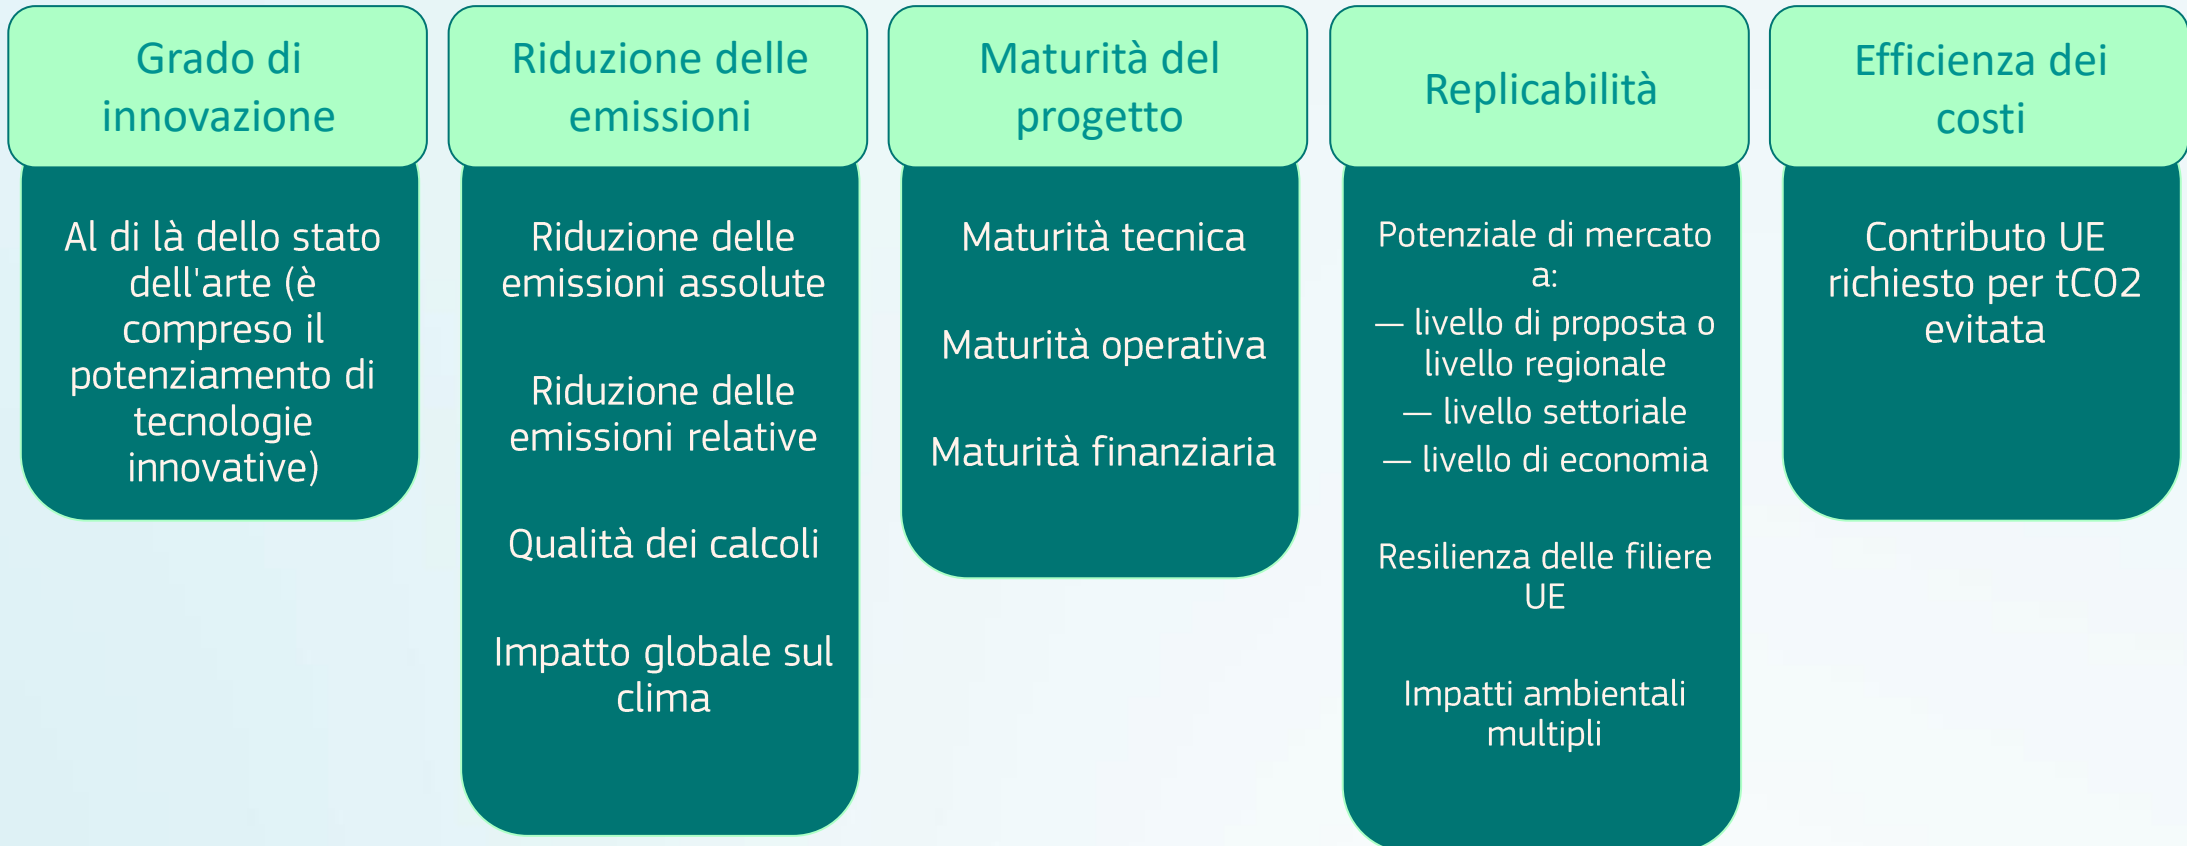 Grado di
innovazione
Al di là dello stato
dell'arte (è
compreso il
potenziamento di
tecnologie
innovative)
Riduzione delle
emissioni
Riduzione delle
emissioni assolute
Riduzione delle
emissioni relative
Qualità dei calcoli
Impatto globale sul
clima
Maturità del
progetto
Maturità tecnica
Maturità operativa
Maturità finanziaria
Replicabilità
Potenziale di mercato
a:
— livello di proposta o
livello regionale
— livello settoriale
— livello di economia
Resilienza delle filiere
UE
Impatti ambientali
multipli
Efficienza dei
costi
Contributo UE
richiesto per tCO2
evitata